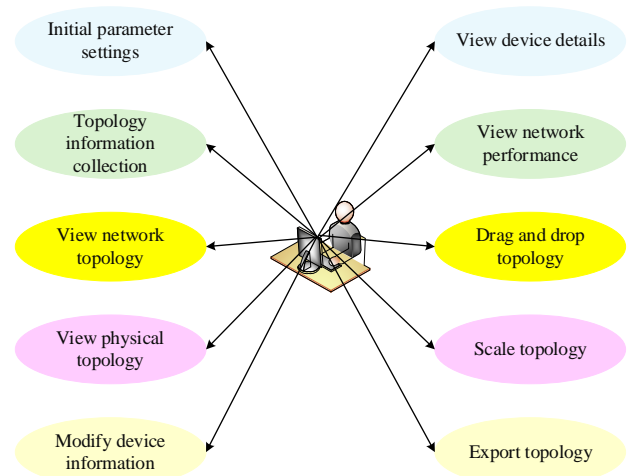 Initial parameter
settings
View device details
Topology
information
collection
View network
performance
View network
topology
Drag and drop
topology
View physical
topology
Scale topology
Modify device
information
Export topology